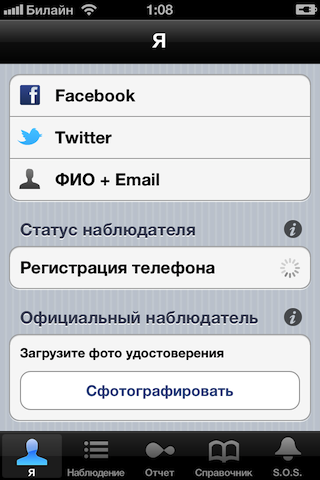 Билайн 1:08
Я
Facebook
Twitter
ФИО + Email
Статус наблюдателя
Регистрация телефона
Официальный наблюдатель
Загрузите фото удостоверения
Сфотографировать
Я Наблюдение Отчет Справочник S.O.S.